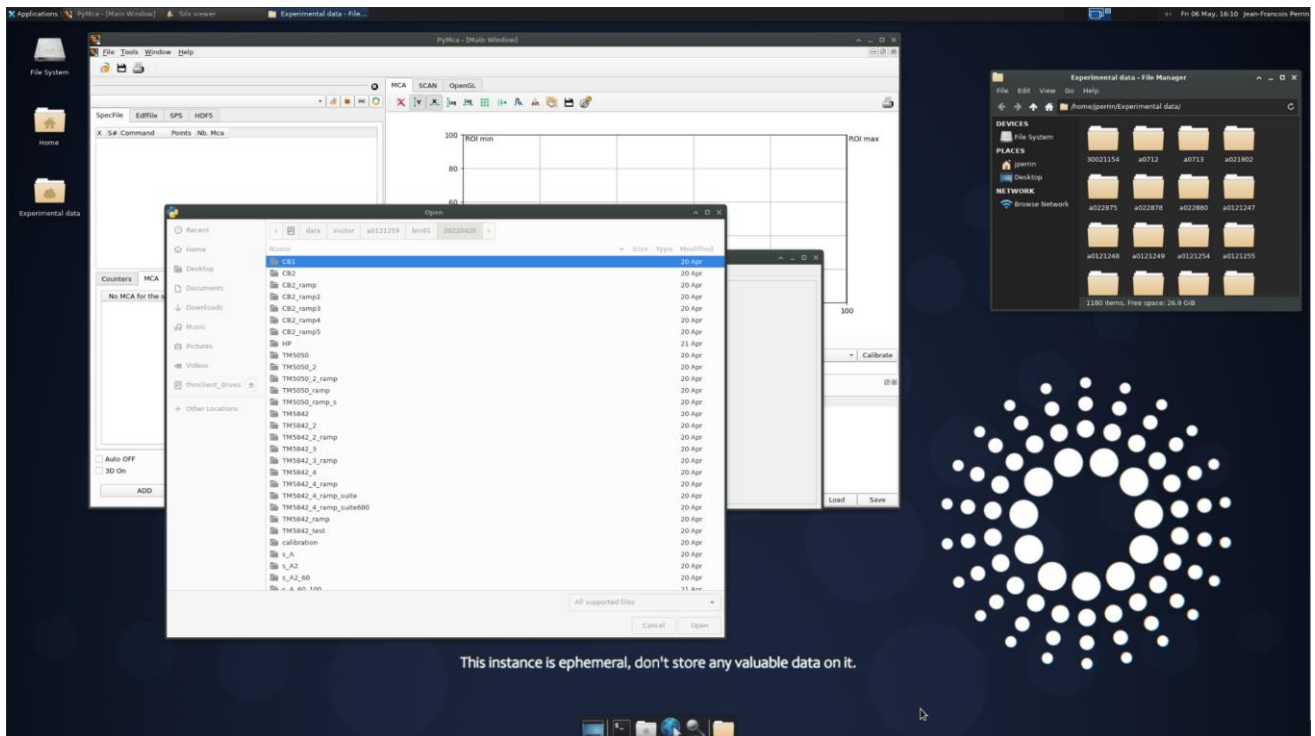 Applications PyMca - [Main Window] Silx viewer Experimental data - File... Fri 06 May, 16:10 Jean-Francois Perrin
File System
Home
Experimental data
PyMca - [Main Window]
File Tools Window Help
SpecFile EdfFile SPS HDF5
X S# Command Points Nb. Mca
Counters MCA
No MCA for the s
Auto OFF
3D On
ADD
MCA SCAN OpenGL
100 ROI min ROI max
80
60
100
Calibrate
Load Save
Open
Recent
Home
Desktop
Documents
Downloads
Music
Pictures
Videos
thinclient_drives
+ Other Locations
data visitor a0121259 bm01 20220420
Name Size Type Modified
CB1 20 Apr
CB2 20 Apr
CB2_ramp 20 Apr
CB2_ramp2 20 Apr
CB2_ramp3 20 Apr
CB2_ramp4 20 Apr
CB2_ramp5 20 Apr
HP 21 Apr
TM5050 20 Apr
TM5050_2 20 Apr
TM5050_2_ramp 20 Apr
TM5050_ramp 20 Apr
TM5050_ramp_s 20 Apr
TM5842 20 Apr
TM5842_2 20 Apr
TM5842_2_ramp 20 Apr
TM5842_3 20 Apr
TM5842_3_ramp 20 Apr
TM5842_4 20 Apr
TM5842_4_ramp 20 Apr
TM5842_4_ramp_suite 20 Apr
TM5842_4_ramp_suite600 20 Apr
TM5842_ramp 20 Apr
TM5842_test 20 Apr
calibration 20 Apr
s_A 20 Apr
s_A2 20 Apr
s_A2_60 20 Apr
s_A_60_100 21 Apr
All supported files
Cancel Open
Experimental data - File Manager
File Edit View Go Help
/home/jperrin/Experimental data/
DEVICES
File System
PLACES
jperrin
Desktop
NETWORK
Browse Network
30021154 a0712 a0713 a021902
a022875 a022878 a022880 a0121247
a0121248 a0121249 a0121254 a0121255
1180 items, Free space: 26.9 GiB
This instance is ephemeral, don't store any valuable data on it.